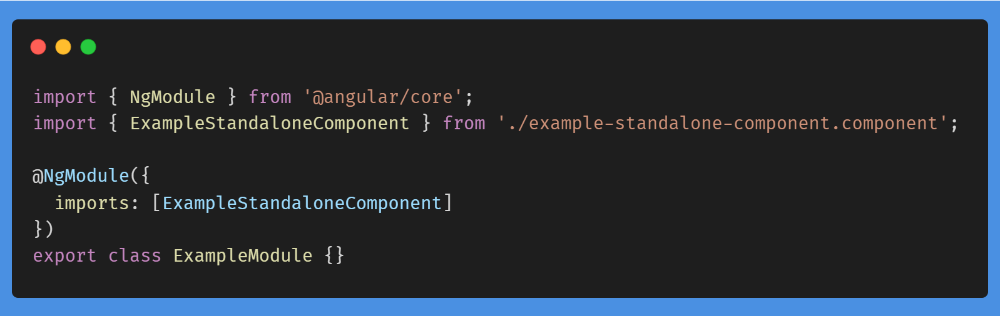 import { NgModule } from '@angular/core';
import { ExampleStandaloneComponent } from './example-standalone-component.component';

@NgModule({
  imports: [ExampleStandaloneComponent]
})
export class ExampleModule {}